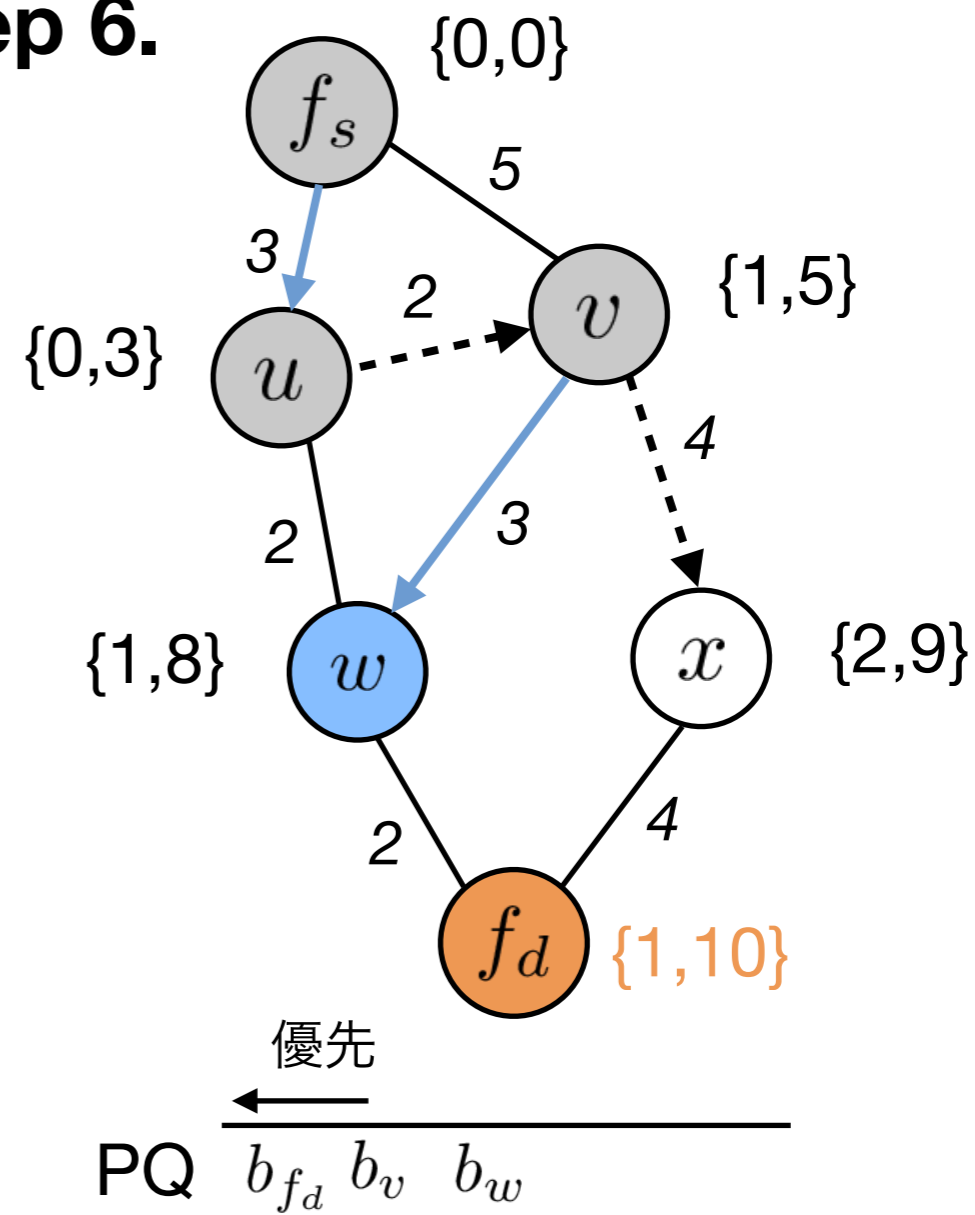 ep 6.
{0,0}
f_s
5
3
2
{1,5}
v
{0,3}
u
4
3
2
{1,8}
w
x
{2,9}
2
4
f_d
{1,10}
優先
PQ b_{f_d} b_v b_w